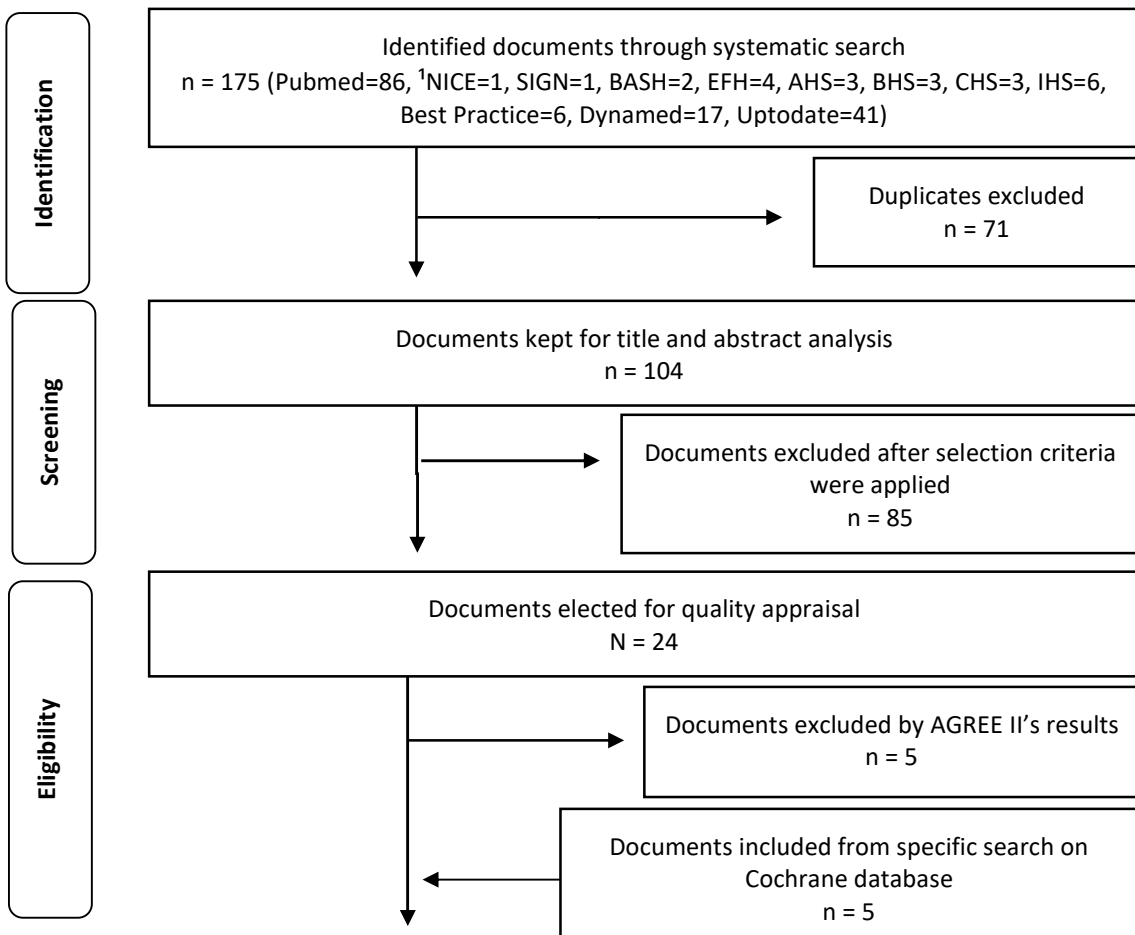 Identification
Identified documents through systematic search
n = 175 (Pubmed=86, ¹NICE=1, SIGN=1, BASH=2, EFH=4, AHS=3, BHS=3, CHS=3, IHS=6,
Best Practice=6, Dynamed=17, Uptodate=41)
Duplicates excluded
n = 71
Screening
Documents kept for title and abstract analysis
n = 104
Documents excluded after selection criteria
were applied
n = 85
Eligibility
Documents elected for quality appraisal
N = 24
Documents excluded by AGREE II’s results
n = 5
Documents included from specific search on
Cochrane database
n = 5